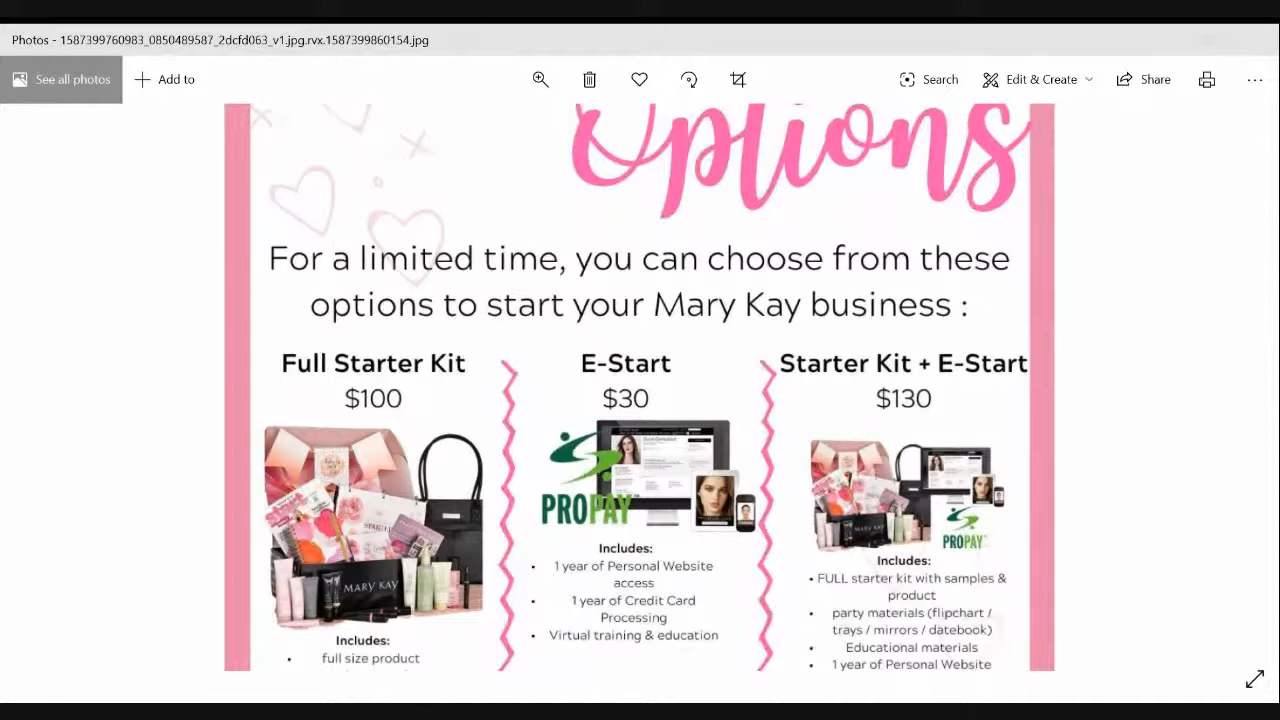 Photos - 1587399760983_0850489587_2dcfd063_v1.jpg.rvx.1587399860154.jpg
See all photos
Add to
Search
Edit & Create
Share
Options
For a limited time, you can choose from these
options to start your Mary Kay business :
Full Starter Kit
$100
E-Start
$30
Starter Kit + E-Start
$130
PROPAY
MARY KAY
Includes:
• full size product
Includes:
• 1 year of Personal Website
access
• 1 year of Credit Card
Processing
• Virtual training & education
MARY KAY
PROPAY
Includes:
• FULL starter kit with samples &
product
• party materials (flipchart /
trays / mirrors / datebook)
• Educational materials
• 1 year of Personal Website